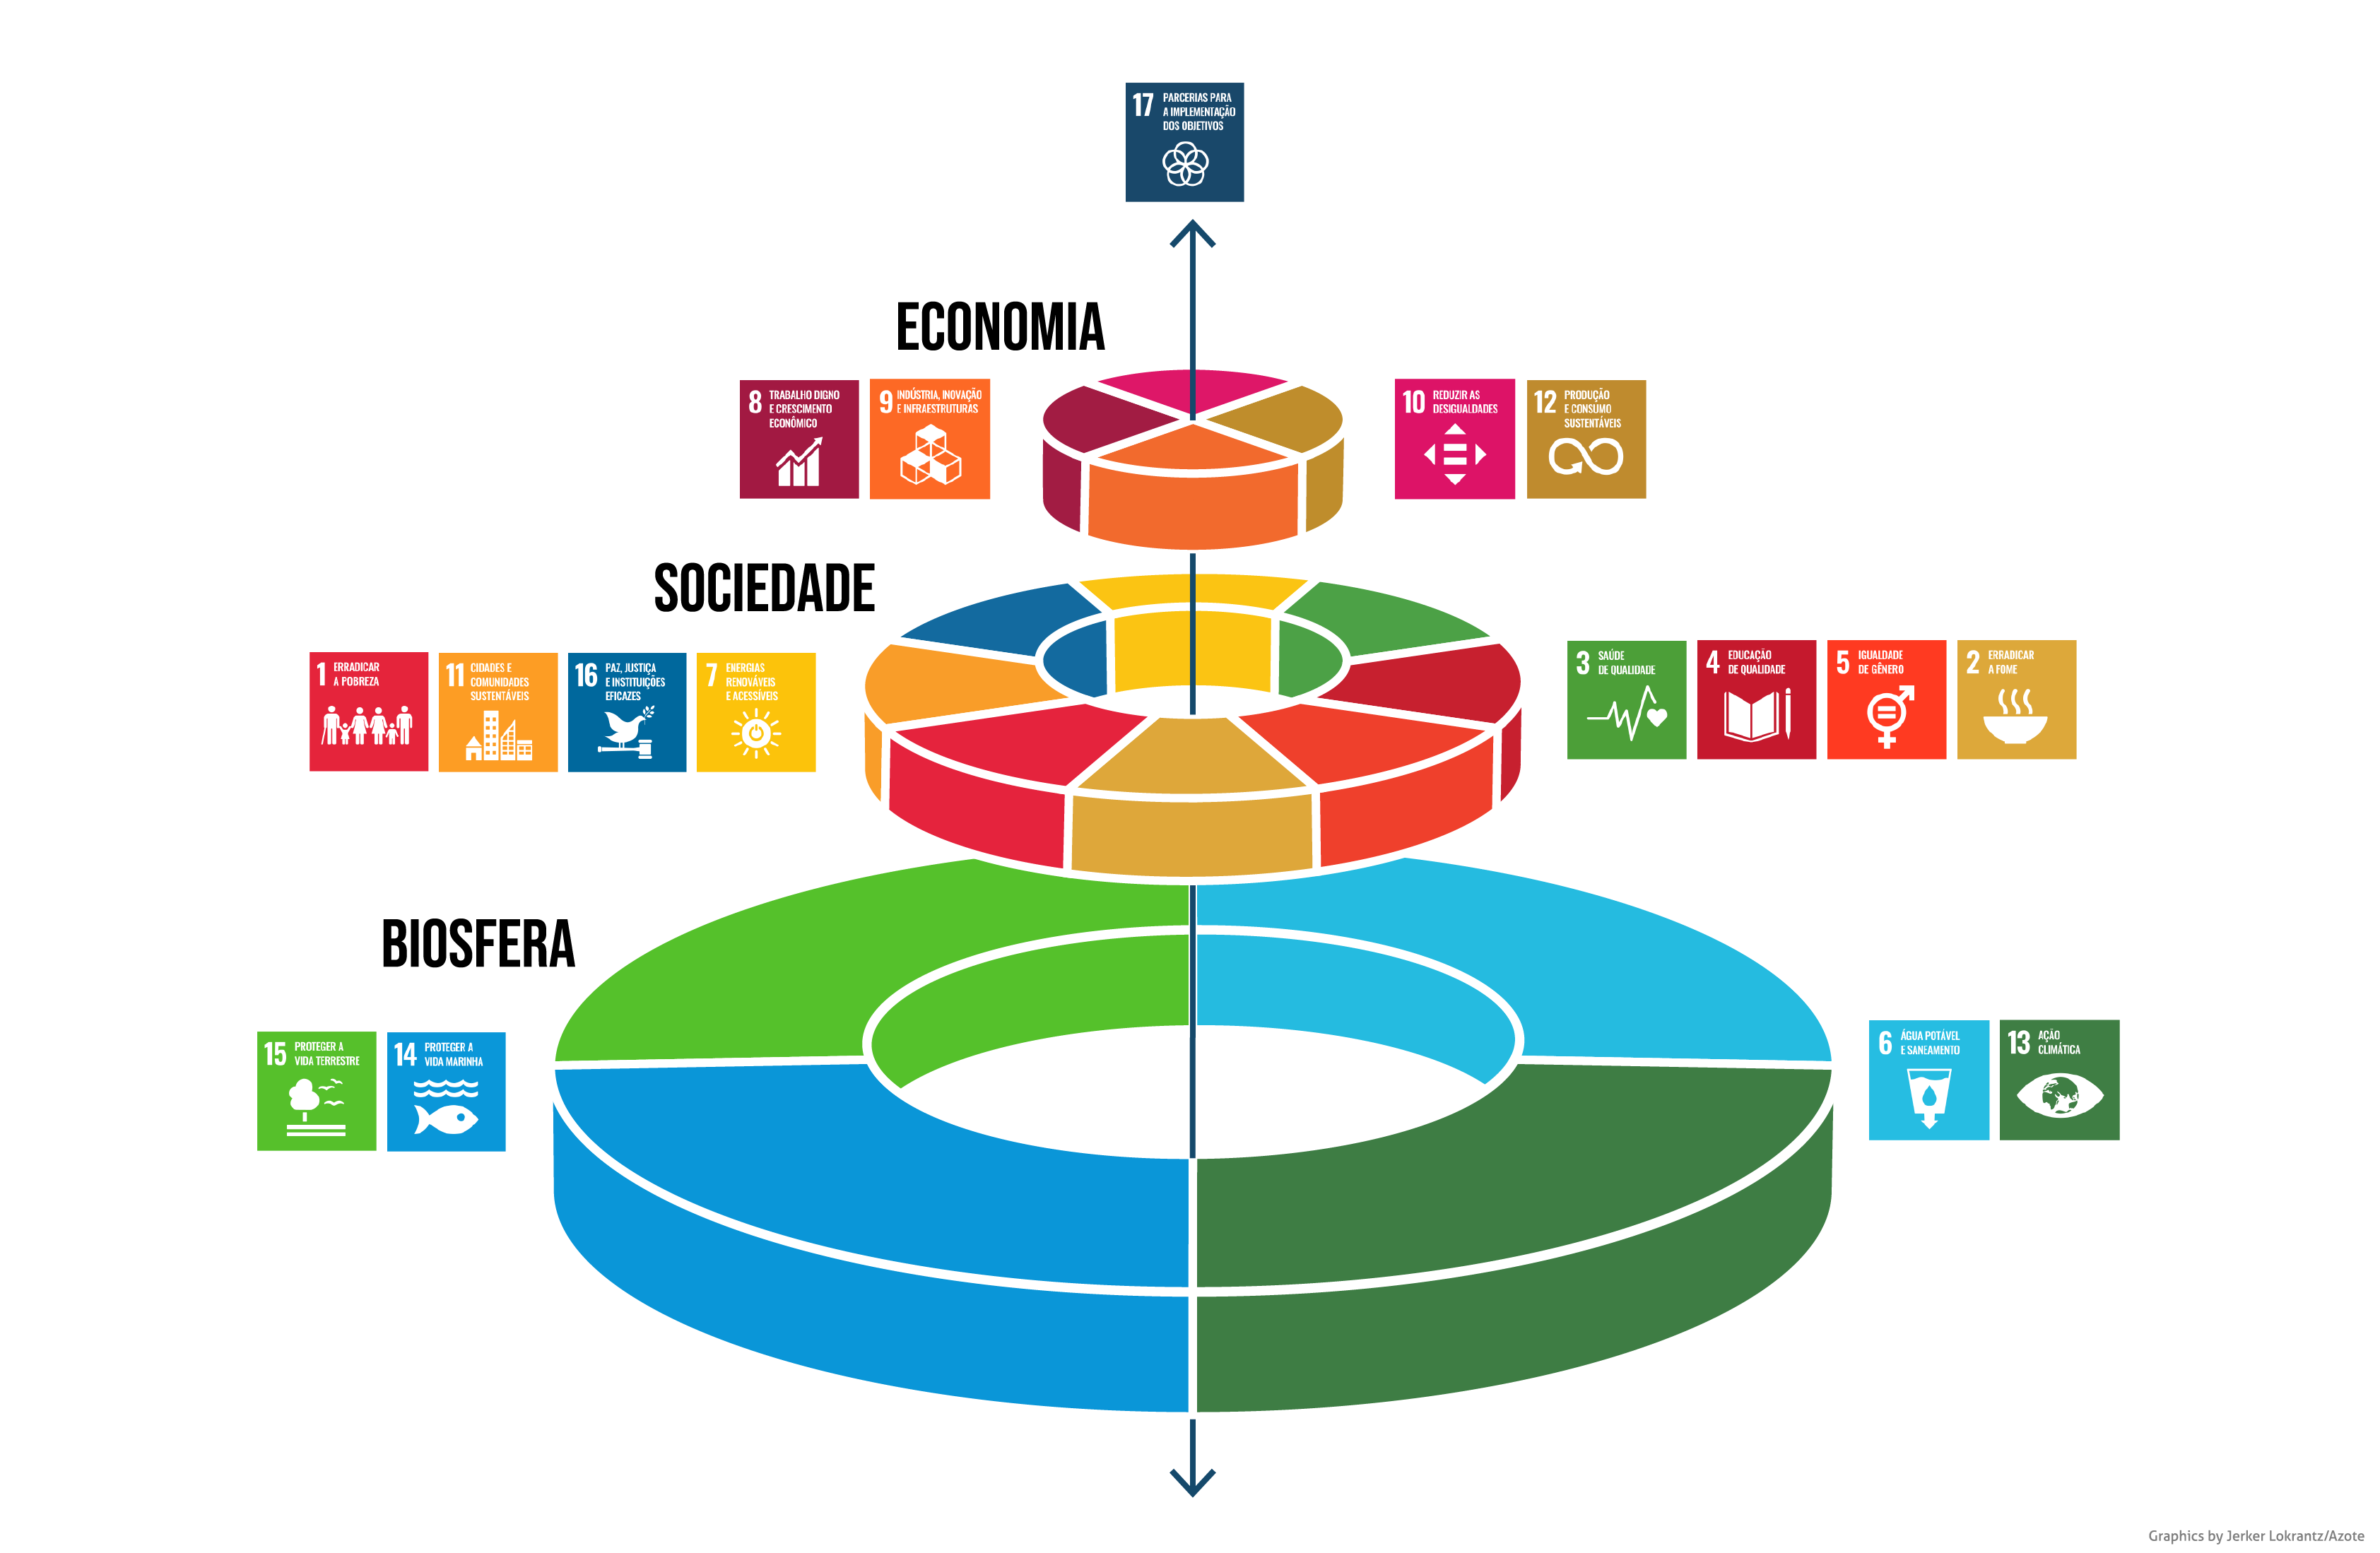 17 PARCERIAS PARA
A IMPLEMENTAÇÃO
DOS OBJETIVOS
ECONOMIA
8 TRABALHO DIGNO
E CRESCIMENTO
ECONÓMICO
9 INDÚSTRIA, INOVAÇÃO
E INFRAESTRUTURAS
10 REDUZIR AS
DESIGUALDADES
12 PRODUÇÃO
E CONSUMO
SUSTENTÁVEIS
SOCIEDADE
1 ERRADICAR
A POBREZA
11 CIDADES E
COMUNIDADES
SUSTENTÁVEIS
16 PAZ, JUSTIÇA
E INSTITUIÇÕES
EFICAZES
7 ENERGIAS
RENOVÁVEIS
E ACESSÍVEIS
3 SAÚDE
DE QUALIDADE
4 EDUCAÇÃO
DE QUALIDADE
5 IGUALDADE
DE GÉNERO
2 ERRADICAR
A FOME
BIOSFERA
15 PROTEGER A
VIDA TERRESTRE
14 PROTEGER A
VIDA MARINHA
6 ÁGUA POTÁVEL
E SANEAMENTO
13 AÇÃO
CLIMÁTICA
Graphics by Jerker Lokrantz/Azote